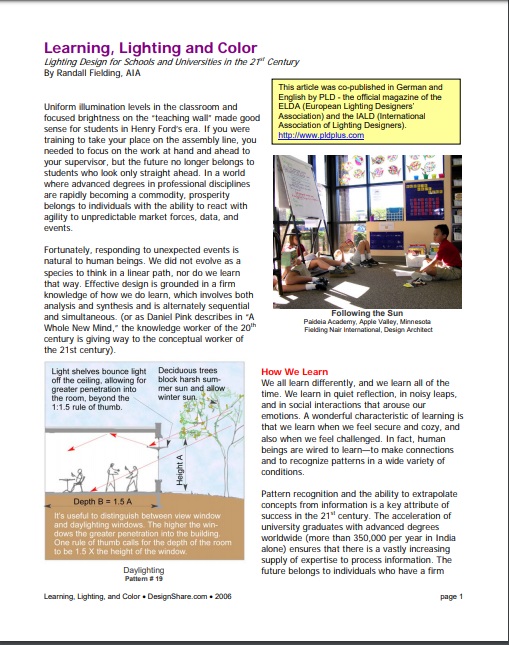 Learning, Lighting and Color
Lighting Design for Schools and Universities in the 21st Century
By Randall Fielding, AIA
This article was co-published in German and
English by PLD - the official magazine of the
ELDA (European Lighting Designers'
Association) and the IALD (International
Association of Lighting Designers).
http://www.pldplus.com
Uniform illumination levels in the classroom and
focused brightness on the "teaching wall" made good
sense for students in Henry Ford's era. If you were
training to take your place on the assembly line, you
needed to focus on the work at hand and ahead to
your supervisor, but the future no longer belongs to
students who look only straight ahead. In a world
where advanced degrees in professional disciplines
are rapidly becoming a commodity, prosperity
belongs to individuals with the ability to react with
agility to unpredictable market forces, data, and
events.
Fortunately, responding to unexpected events is
natural to human beings. We did not evolve as a
species to think in a linear path, nor do we learn
that way. Effective design is grounded in a firm
knowledge of how we do learn, which involves both
analysis and synthesis and is alternately sequential
and simultaneous. (or as Daniel Pink describes in "A
Whole New Mind," the knowledge worker of the 20th
century is giving way to the conceptual worker of
the 21st century).
Light shelves bounce light
off the ceiling, allowing for
greater penetration into
the room, beyond the
1:1.5 rule of thumb.
Deciduous trees
block harsh sum-
mer sun and allow
winter sun.
Height A
Depth B = 1.5 A
It's useful to distinguish between view window
and daylighting windows. The higher the win-
dows the greater penetration into the building.
One rule of thumb calls for the depth of the room
to be 1.5 X the height of the window.
Daylighting
Pattern # 19
Following the Sun
Paideia Academy, Apple Valley, Minnesota
Fielding Nair International, Design Architect
How We Learn
We all learn differently, and we learn all of the
time. We learn in quiet reflection, in noisy leaps,
and in social interactions that arouse our
emotions. A wonderful characteristic of learning is
that we learn when we feel secure and cozy, and
also when we feel challenged. In fact, human
beings are wired to learn—to make connections
and to recognize patterns in a wide variety of
conditions.
Pattern recognition and the ability to extrapolate
concepts from information is a key attribute of
success in the 21st century. The acceleration of
university graduates with advanced degrees
worldwide (more than 350,000 per year in India
alone) ensures that there is a vastly increasing
supply of expertise to process information. The
future belongs to individuals who have a firm
Learning, Lighting, and Color • DesignShare.com • 2006
page 1